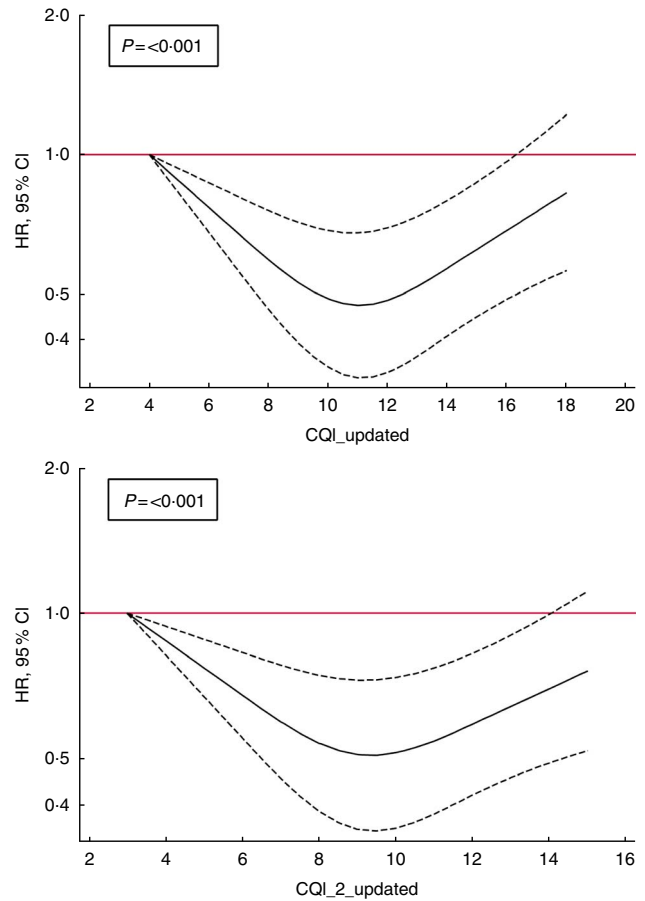 2·0
P=<0·001
1·0
HR, 95% CI
0·5
0·4
2 4 6 8 10 12 14 16 18 20
CQI_updated
2·0
P=<0·001
1·0
HR, 95% CI
0·5
0·4
2 4 6 8 10 12 14 16
CQI_2_updated